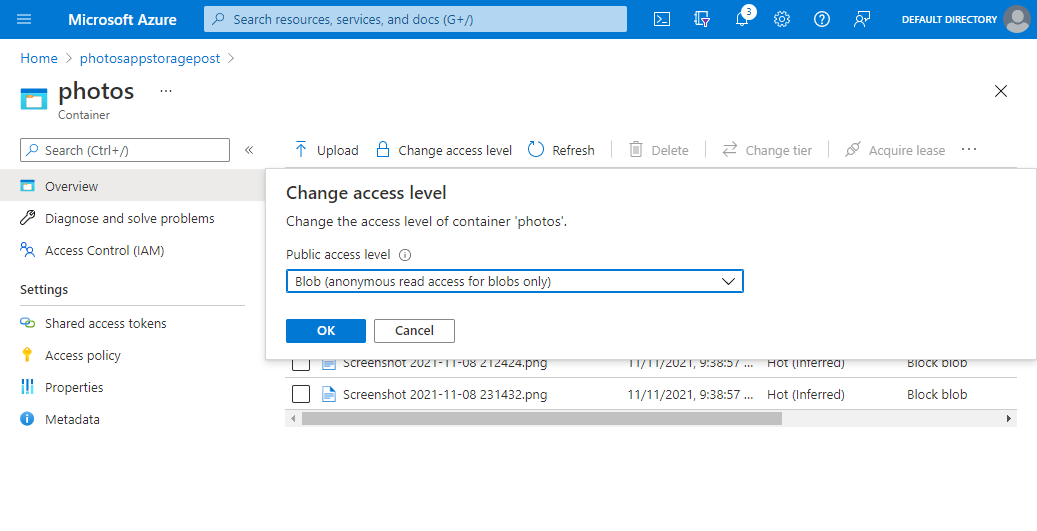 Microsoft Azure
Search resources, services, and docs (G+/)
3
DEFAULT DIRECTORY
Home > photosappstoragepost >
photos ...
Container
Search (Ctrl+/)
«
Upload Change access level Refresh Delete Change tier Acquire lease ...
Overview
Diagnose and solve problems
Access Control (IAM)
Settings
Shared access tokens
Access policy
Properties
Metadata
Change access level
Change the access level of container 'photos'.
Public access level
Blob (anonymous read access for blobs only)
OK Cancel
Screenshot 2021-11-08 212424.png 11/11/2021, 9:38:57 ... Hot (Inferred) Block blob
Screenshot 2021-11-08 231432.png 11/11/2021, 9:38:57 ... Hot (Inferred) Block blob